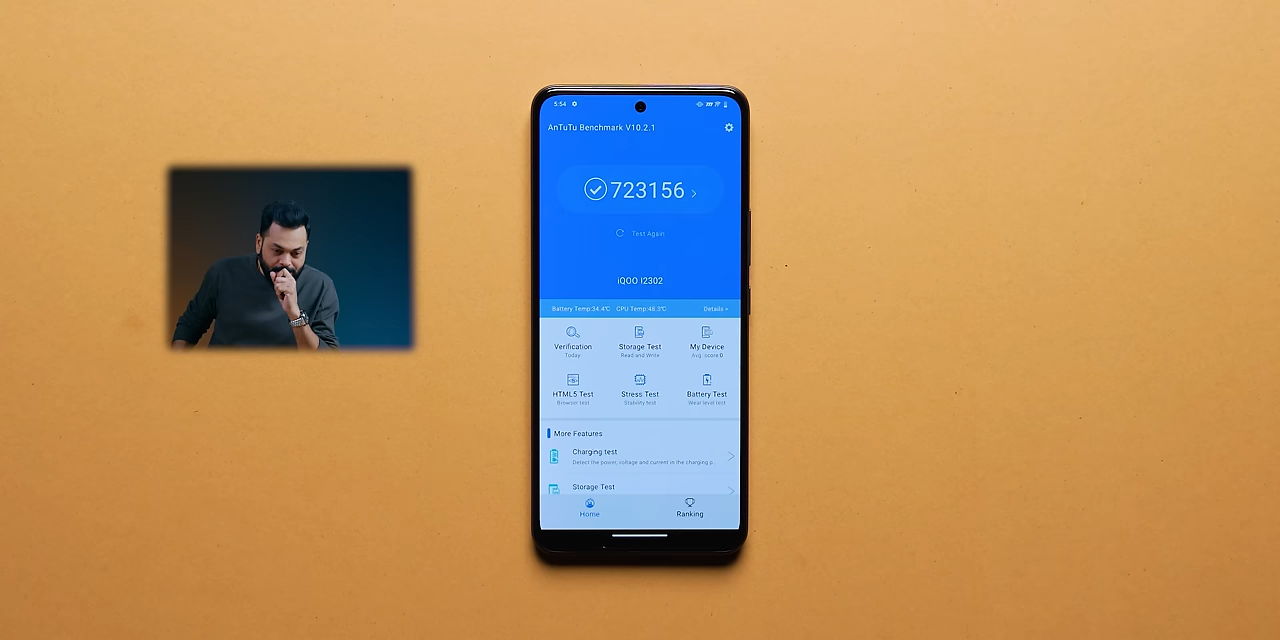 5:54
AnTuTu Benchmark V10.2.1
723156
Test Again
iQOO I2302
Battery Temp:34.4℃ CPU Temp:48.3℃ Details >
Verification Storage Test My Device
Today Read and Write Avg. score:0
HTML5 Test Stress Test Battery Test
Browser test Stability test Wear level test
More Features
Charging test
Detect the power, voltage and current in the charging p...
Storage Test
Home Ranking